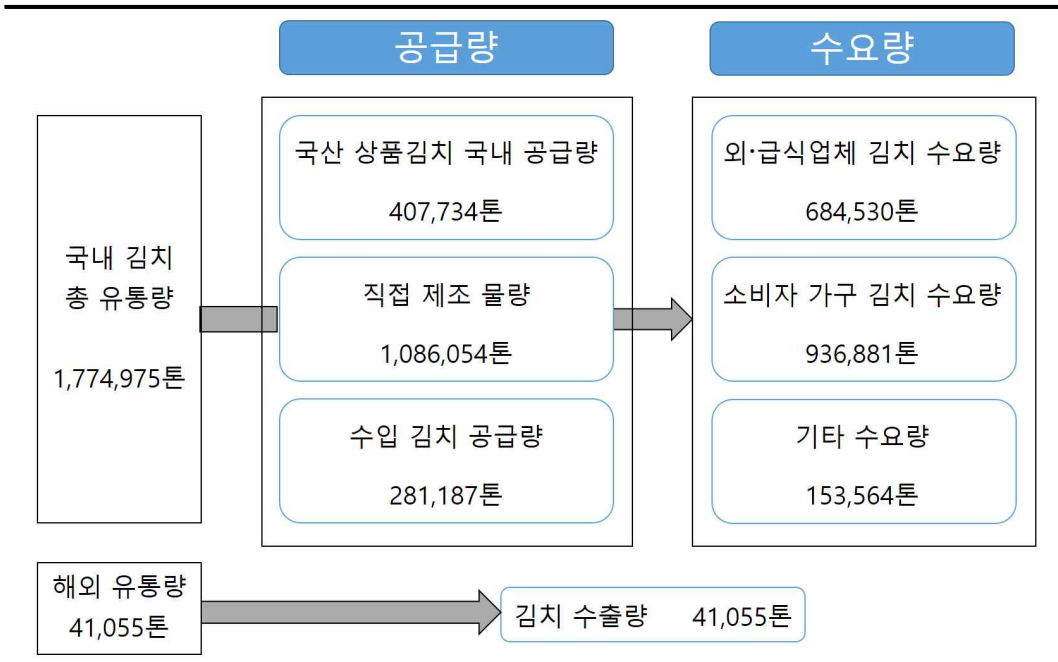 공급량
수요량
국내 김치
총 유통량
1,774,975톤
국산 상품김치 국내 공급량
407,734톤
직접 제조 물량
1,086,054톤
수입 김치 공급량
281,187톤
외·급식업체 김치 수요량
684,530톤
소비자 가구 김치 수요량
936,881톤
기타 수요량
153,564톤
해외 유통량
41,055톤
김치 수출량 41,055톤